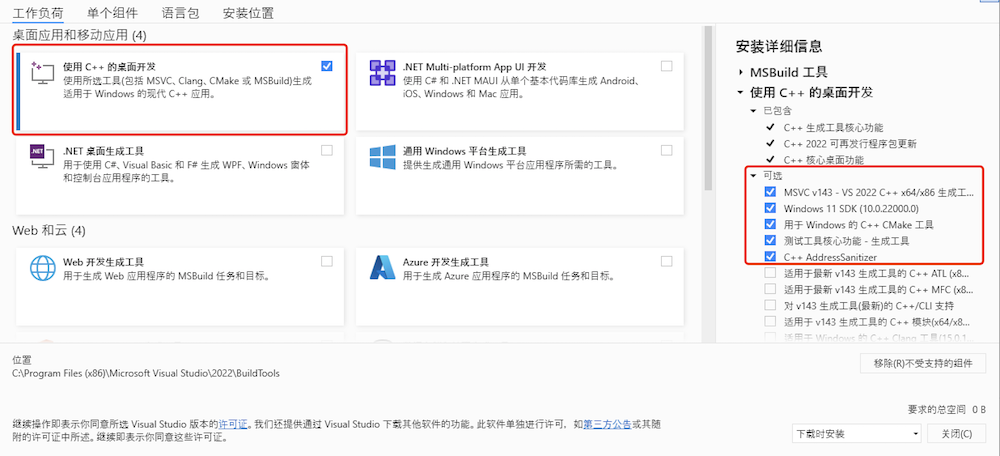 工作负荷 单个组件 语言包 安装位置
桌面应用和移动应用 (4)
使用 C++ 的桌面开发
使用所选工具(包括 MSVC、Clang、CMake 或 MSBuild)生成
适用于 Windows 的现代 C++ 应用。
.NET Multi-platform App UI 开发
使用 C# 和 .NET MAUI 从单个基本代码库生成 Android、
iOS、Windows 和 Mac 应用。
.NET 桌面生成工具
用于使用 C#、Visual Basic 和 F# 生成 WPF、Windows 窗体
和控制台应用程序的工具。
通用 Windows 平台生成工具
提供生成通用 Windows 平台应用程序所需的工具。
Web 和云 (4)
Web 开发生成工具
用于生成 Web 应用程序的 MSBuild 任务和目标。
Azure 开发生成工具
用于生成 Azure 应用程序的 MSBuild 任务和目标。
安装详细信息
MSBuild 工具
使用 C++ 的桌面开发
已包含
C++ 生成工具核心功能
C++ 2022 可再发行程序包更新
C++ 核心桌面功能
可选
MSVC v143 - VS 2022 C++ x64/x86 生成工...
Windows 11 SDK (10.0.22000.0)
用于 Windows 的 C++ CMake 工具
测试工具核心功能 - 生成工具
C++ AddressSanitizer
适用于最新 v143 生成工具的 C++ ATL (x8...
适用于最新 v143 生成工具的 C++ MFC (x8...
对 v143 生成工具(最新)的 C++/CLI 支持
适用于 v143 生成工具的 C++ 模块(x64/x8...
适用于 Windows 的 C++ Clang 工具(15.0.1...
位置
C:\Program Files (x86)\Microsoft Visual Studio\2022\BuildTools
移除(R)不受支持的组件
要求的总空间 0 B
继续操作即表示你同意所选 Visual Studio 版本的许可证。我们还提供通过 Visual Studio 下载其他软件的功能。此软件单独进行许可，如第三方公告或其随
附的许可证中所述。继续即表示你同意这些许可证。
下载时安装 关闭(C)